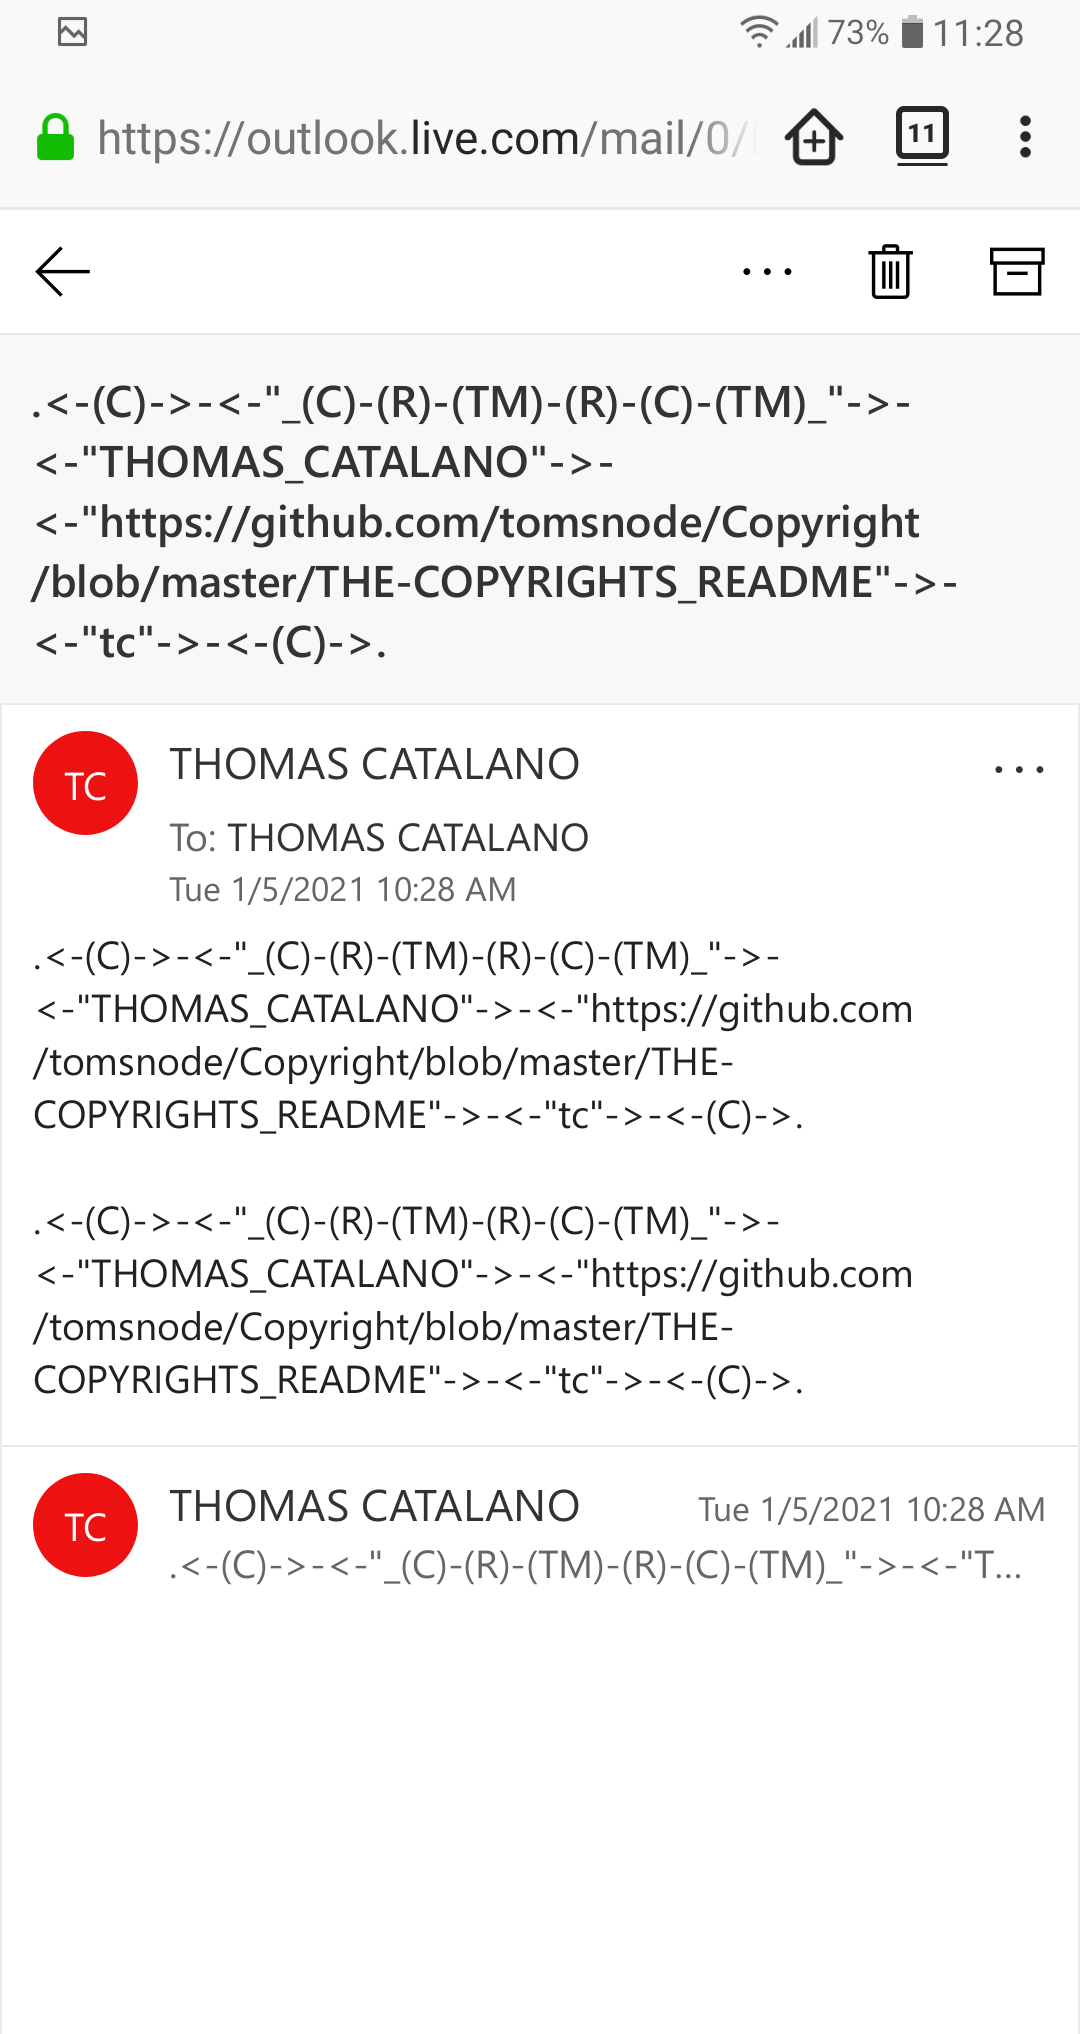 73% 11:28
https://outlook.live.com/mail/0/
11
.<-(C)->-<-"_(C)-(R)-(TM)-(R)-(C)-(TM)_"->-
<-"THOMAS_CATALANO"->-
<-"https://github.com/tomsnode/Copyright
/blob/master/THE-COPYRIGHTS_README"->-
<-"tc"->-<-(C)->.
TC
THOMAS CATALANO
To: THOMAS CATALANO
Tue 1/5/2021 10:28 AM
.<-(C)->-<-"_(C)-(R)-(TM)-(R)-(C)-(TM)_"->-
<-"THOMAS_CATALANO"->-<-"https://github.com
/tomsnode/Copyright/blob/master/THE-
COPYRIGHTS_README"->-<-"tc"->-<-(C)->.
.<-(C)->-<-"_(C)-(R)-(TM)-(R)-(C)-(TM)_"->-
<-"THOMAS_CATALANO"->-<-"https://github.com
/tomsnode/Copyright/blob/master/THE-
COPYRIGHTS_README"->-<-"tc"->-<-(C)->.
TC
THOMAS CATALANO Tue 1/5/2021 10:28 AM
.<-(C)->-<-"_(C)-(R)-(TM)-(R)-(C)-(TM)_"->-<-"T...